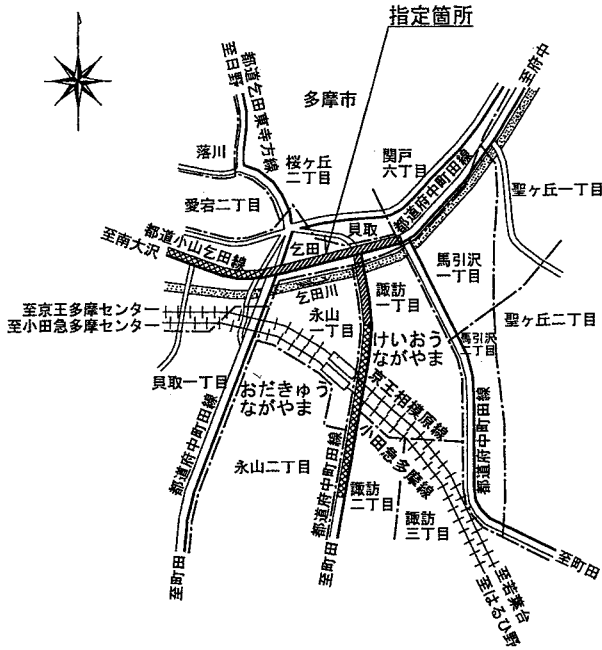 指定箇所
至府中
至日野
都道乞田東寺方線
多摩市
落川
桜ヶ丘
二丁目
関戸
六丁目
都道府中町田線
聖ヶ丘一丁目
愛宕二丁目
貝取
乞田
都道小山乞田線
至南大沢
馬引沢
一丁目
乞田川
諏訪
一丁目
永山
一丁目
至京王多摩センター
至小田急多摩センター
聖ヶ丘二丁目
馬引沢
二丁目
けいおう
ながやま
貝取一丁目
おだきゅう
ながやま
京王相模原線
小田急多摩線
都道府中町田線
都道府中町田線
都道府中町田線
永山二丁目
諏訪
二丁目
諏訪
三丁目
至町田
至町田
至町田
至若葉台
至はるひ野